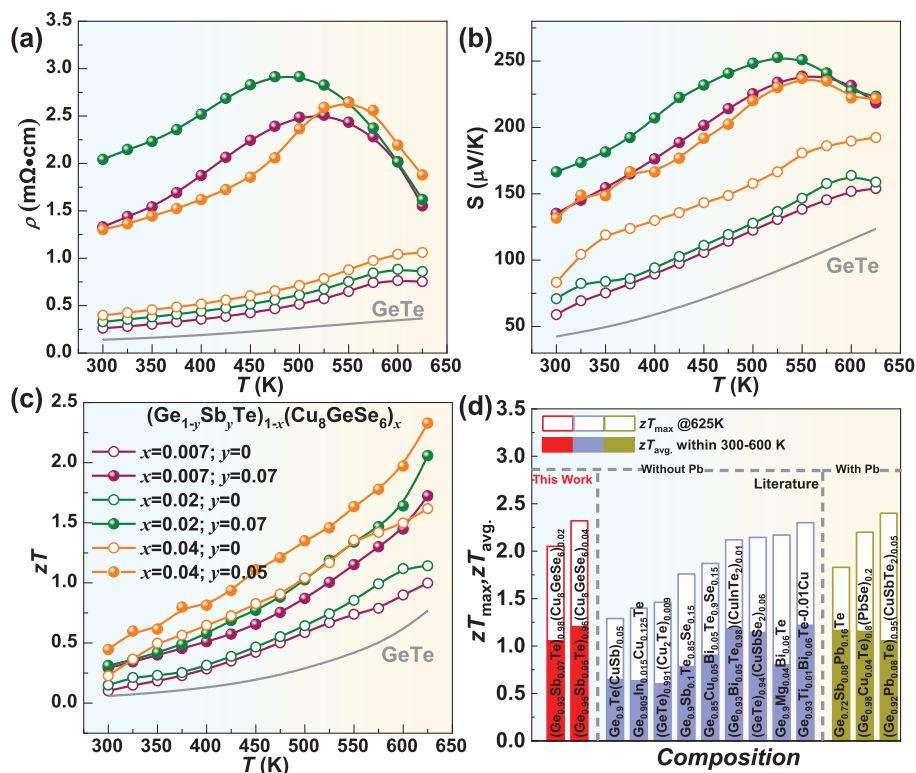 (a)
ρ (mΩ•cm)
3.5
3.0
2.5
2.0
1.5
1.0
0.5
0.0
GeTe
300 350 400 450 500 550 600 650
T (K)
(b)
S (μV/K)
250
200
150
100
50
GeTe
300 350 400 450 500 550 600 650
T (K)
(c)
zT
2.5
2.0
1.5
1.0
0.5
0.0
(Ge1-ySbyTe)1-x(Cu8GeSe6)x
x=0.007; y=0
x=0.007; y=0.07
x=0.02; y=0
x=0.02; y=0.07
x=0.04; y=0
x=0.04; y=0.05
GeTe
300 350 400 450 500 550 600 650
T (K)
(d)
zTmax,zTavg.
3.5
3.0
2.5
2.0
1.5
1.0
0.5
0.0
zTmax @625K
zTavg. within 300-600 K
Without Pb
With Pb
This Work
Literature
(Ge0.93Sb0.07Te)0.98(Cu8GeSe6)0.02
(Ge0.95Sb0.05Te)0.96(Cu8GeSe6)0.04
Ge0.9Te(CuSb)0.05
Ge0.905In0.015Cu0.125Te
(GeTe)0.991(Cu2Te)0.009
Ge0.9Sb0.1Te0.85Se0.15
Ge0.85Cu0.05Bi0.05Te0.9Se0.15
(Ge0.93Bi0.05Te0.98)(CuInTe2)0.01
(GeTe)0.94(CuSbSe2)0.06
Ge0.9Mg0.04Bi0.06Te
Ge0.93Ti0.01Bi0.06Te-0.01Cu
Ge0.72Sb0.08Pb0.16Te
(Ge0.98Cu0.04Te)0.8(PbSe)0.2
(Ge0.92Pb0.08Te)0.95(CuSbTe2)0.05
Composition